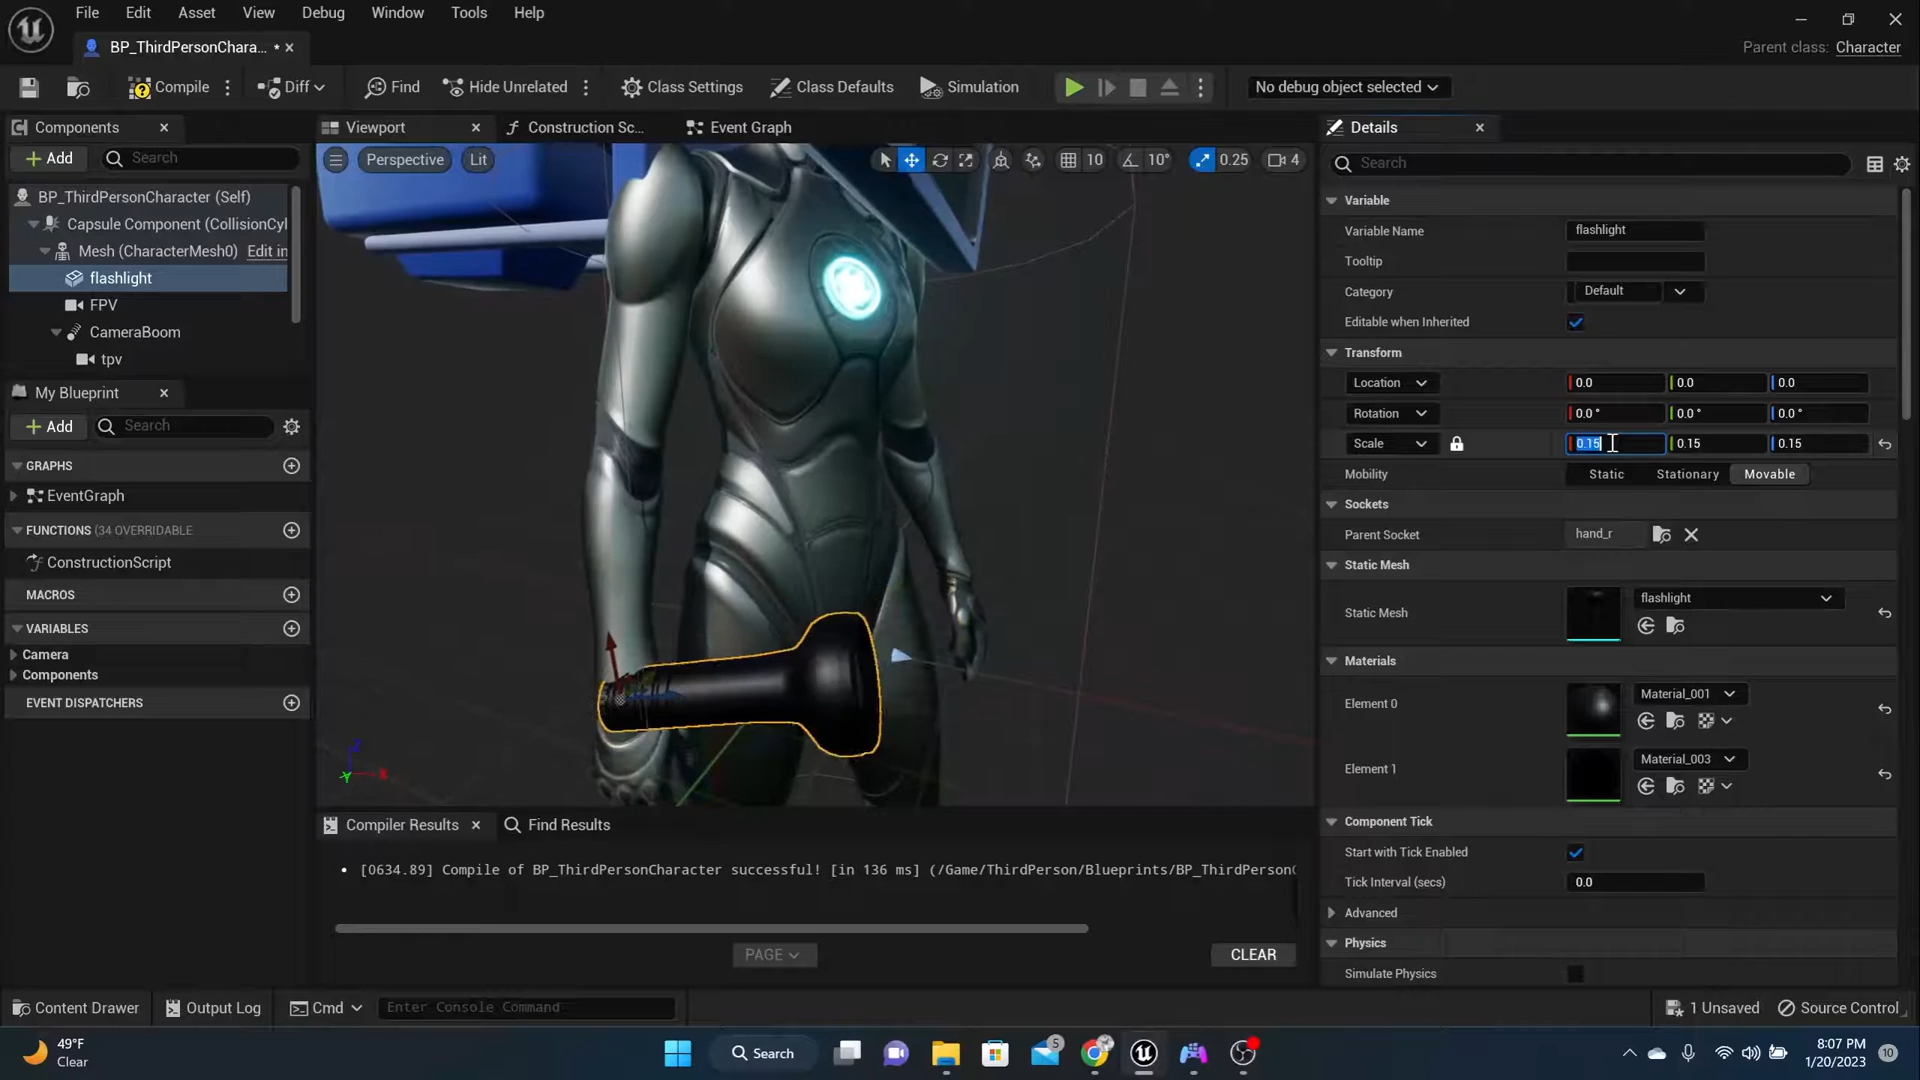 File Edit Asset View Debug Window Tools Help
BP_ThirdPersonChara... *
Parent class: Character
Compile
Diff
Find
Hide Unrelated
Class Settings
Class Defaults
Simulation
No debug object selected
Components
Add
Search
BP_ThirdPersonCharacter (Self)
Capsule Component (CollisionCyl
Mesh (CharacterMesh0) Edit in
flashlight
FPV
CameraBoom
tpv
My Blueprint
Add
Search
GRAPHS
EventGraph
FUNCTIONS (34 OVERRIDABLE
ConstructionScript
MACROS
VARIABLES
Camera
Components
EVENT DISPATCHERS
Viewport
Construction Sc...
Event Graph
Perspective
Lit
10
10°
0.25
4
Z
Y
X
Compiler Results
Find Results
• [0634.89] Compile of BP_ThirdPersonCharacter successful! [in 136 ms] (/Game/ThirdPerson/Blueprints/BP_ThirdPerson
PAGE
CLEAR
Details
Search
Variable
Variable Name flashlight
Tooltip
Category Default
Editable when Inherited
Transform
Location 0.0 0.0 0.0
Rotation 0.0 ° 0.0 ° 0.0 °
Scale 0.15 0.15 0.15
Mobility Static Stationary Movable
Sockets
Parent Socket hand_r
Static Mesh
Static Mesh flashlight
Materials
Element 0 Material_001
Element 1 Material_003
Component Tick
Start with Tick Enabled
Tick Interval (secs) 0.0
Advanced
Physics
Simulate Physics
Content Drawer
Output Log
Cmd
Enter Console Command
1 Unsaved
Source Control
49°F
Clear
Search
5
8:07 PM
1/20/2023
10